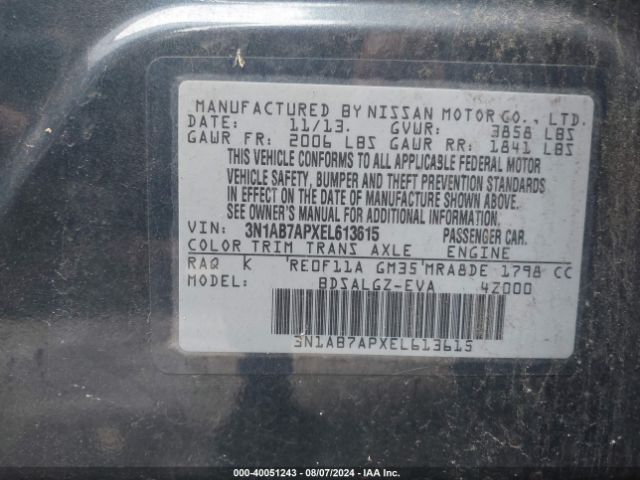 MANUFACTURED BY NISSAN MOTOR CO., LTD.
DATE: 11/13. GVWR: 3858 LBS
GAWR FR: 2006 LBS GAWR RR: 1841 LBS
THIS VEHICLE CONFORMS TO ALL APPLICABLE FEDERAL MOTOR
VEHICLE SAFETY, BUMPER AND THEFT PREVENTION STANDARDS
IN EFFECT ON THE DATE OF MANUFACTURE SHOWN ABOVE.
SEE OWNER'S MANUAL FOR ADDITIONAL INFORMATION.
VIN: 3N1AB7APXEL613615 PASSENGER CAR.
COLOR TRIM TRANS AXLE ENGINE
RAQ K 'RE0F11A GM35'MRA8DE 1798 CC
MODEL: BDSALGZ-EVA 4Z000
3N1AB7APXEL613615
000-40051243 - 08/07/2024 - IAA Inc.